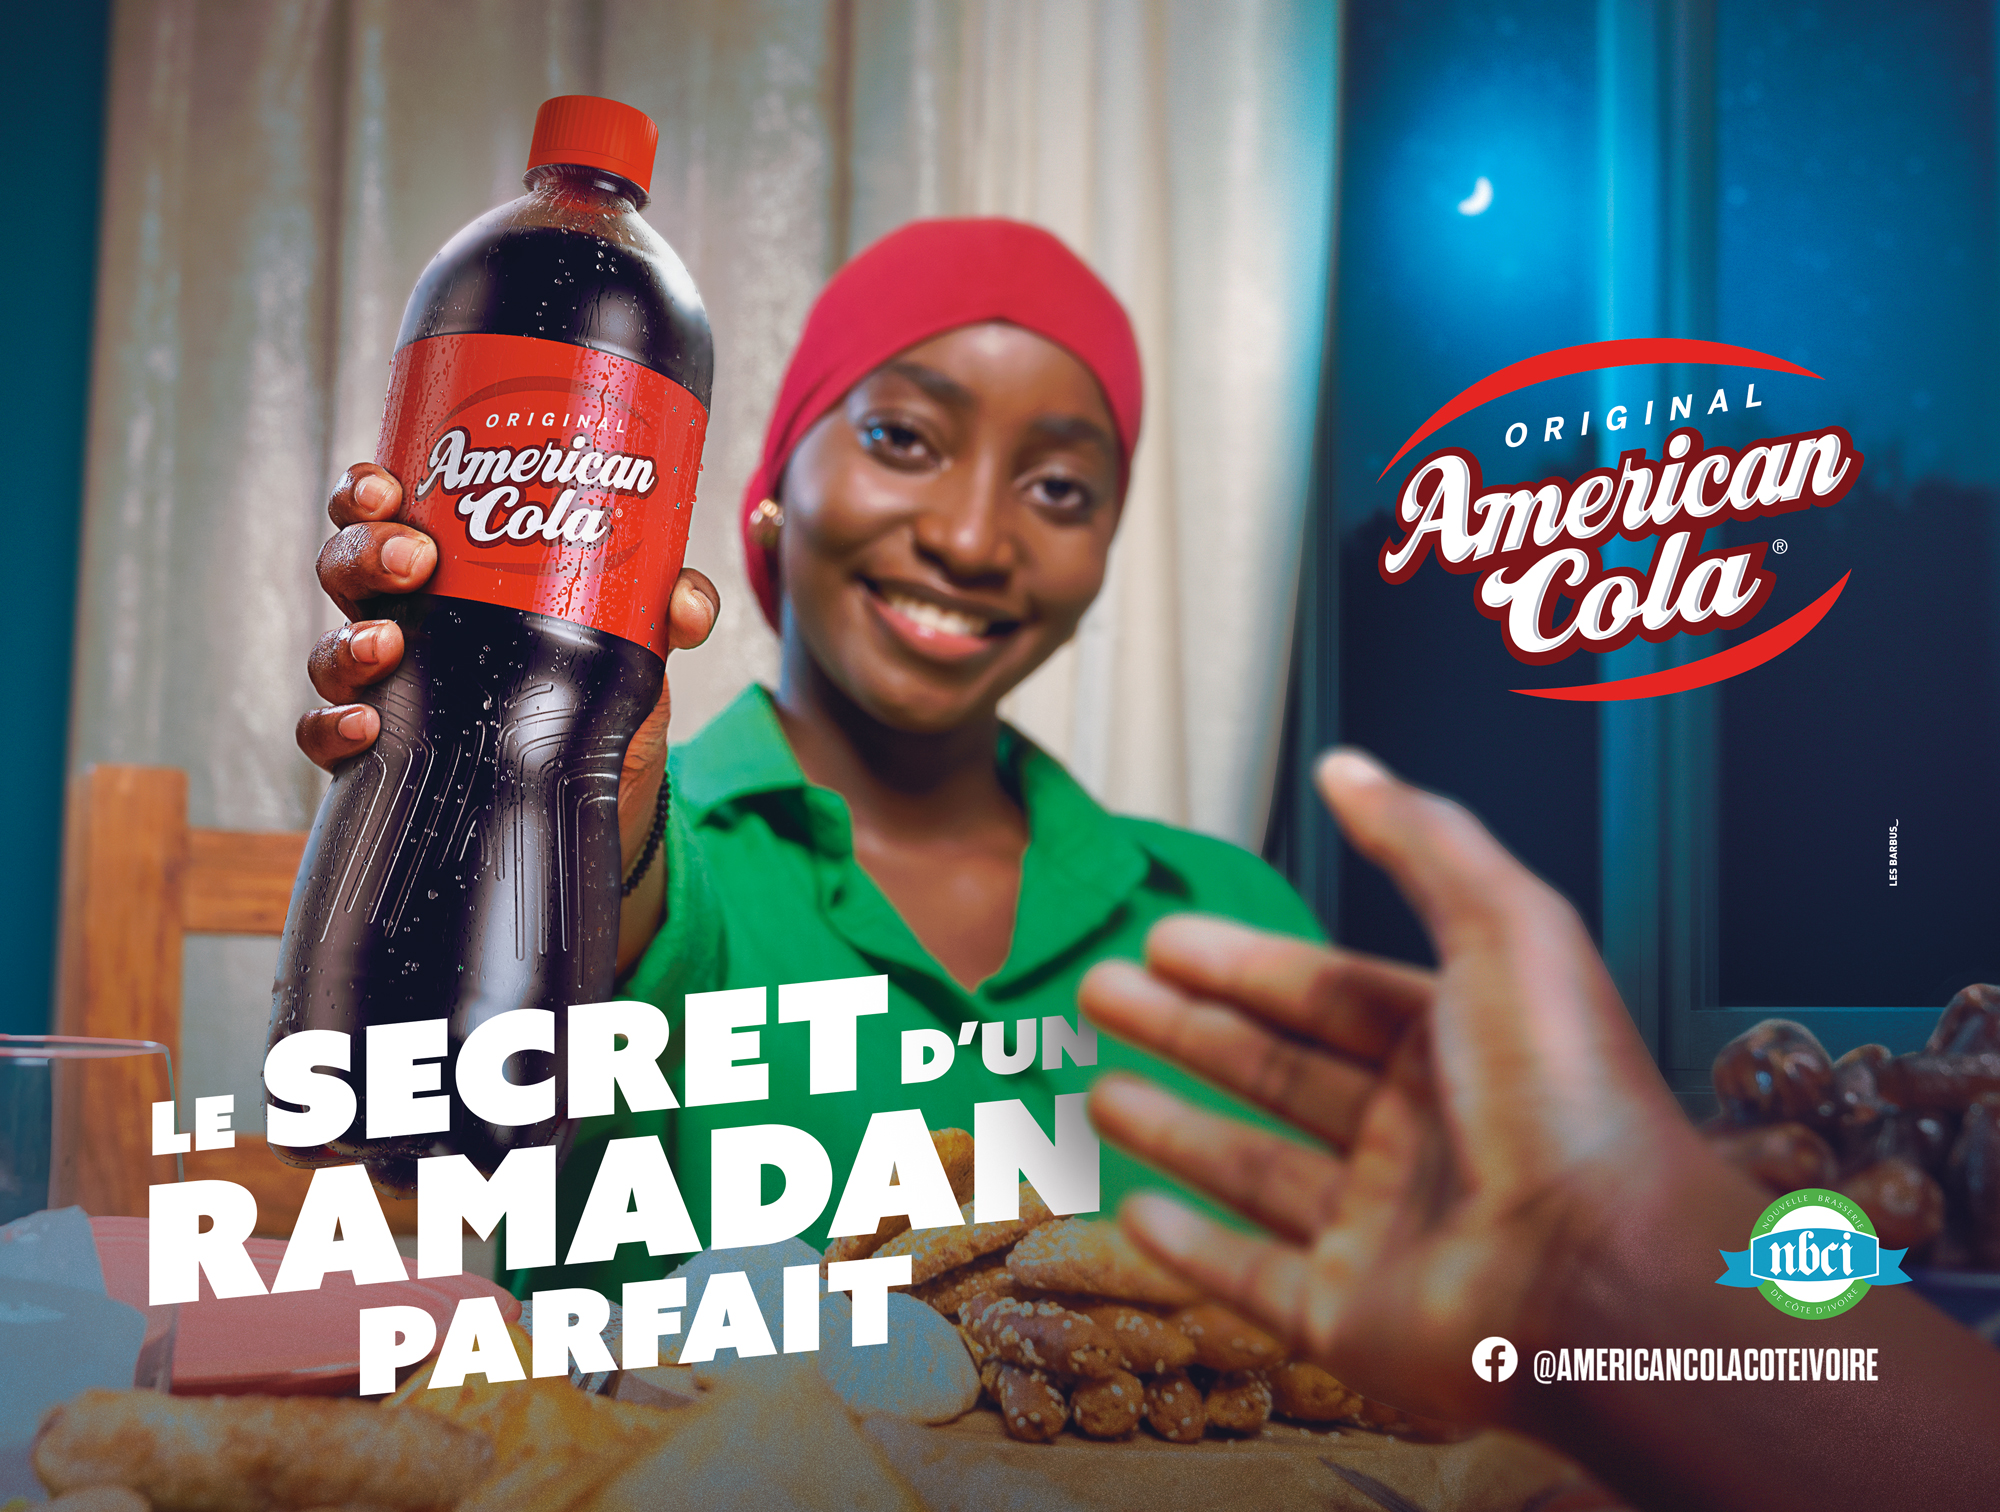 ORIGINAL
American
Cola®
ORIGINAL
American
Cola®
LES BARBUS_
LE SECRET D'UN
RAMADAN
PARFAIT
NOUVELLE BRASSERIE
nbci
DE CÔTE D'IVOIRE
@AMERICANCOLACOTEIVOIRE